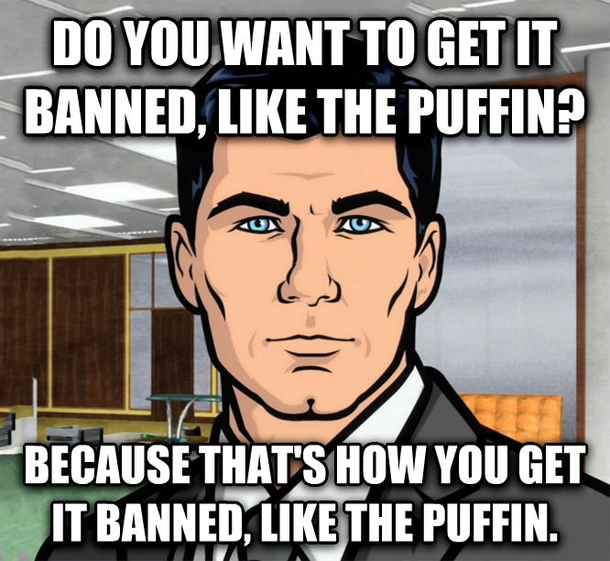 DO YOU WANT TO GET IT
BANNED, LIKE THE PUFFIN?
BECAUSE THAT'S HOW YOU GET
IT BANNED, LIKE THE PUFFIN.